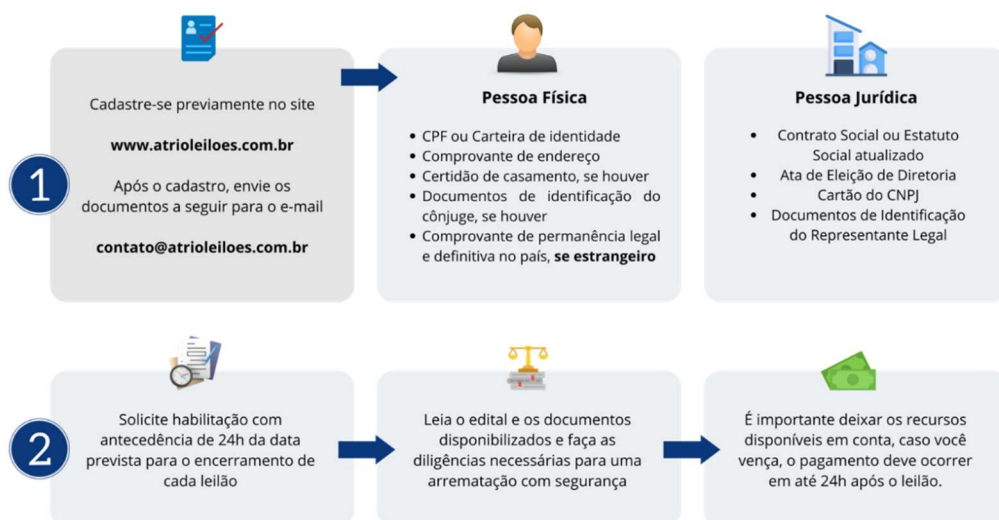 1
Cadastre-se previamente no site
www.atrioleiloes.com.br
Após o cadastro, envie os
documentos a seguir para o e-mail
contato@atrioleiloes.com.br
Pessoa Física
• CPF ou Carteira de identidade
• Comprovante de endereço
• Certidão de casamento, se houver
• Documentos de identificação do
cônjuge, se houver
• Comprovante de permanência legal
e definitiva no país, se estrangeiro
Pessoa Jurídica
• Contrato Social ou Estatuto
Social atualizado
• Ata de Eleição de Diretoria
• Cartão do CNPJ
• Documentos de Identificação
do Representante Legal
2
Solicite habilitação com
antecedência de 24h da data
prevista para o encerramento de
cada leilão
Leia o edital e os documentos
disponibilizados e faça as
diligências necessárias para uma
arrematação com segurança
É importante deixar os recursos
disponíveis em conta, caso você
vença, o pagamento deve ocorrer
em até 24h após o leilão.